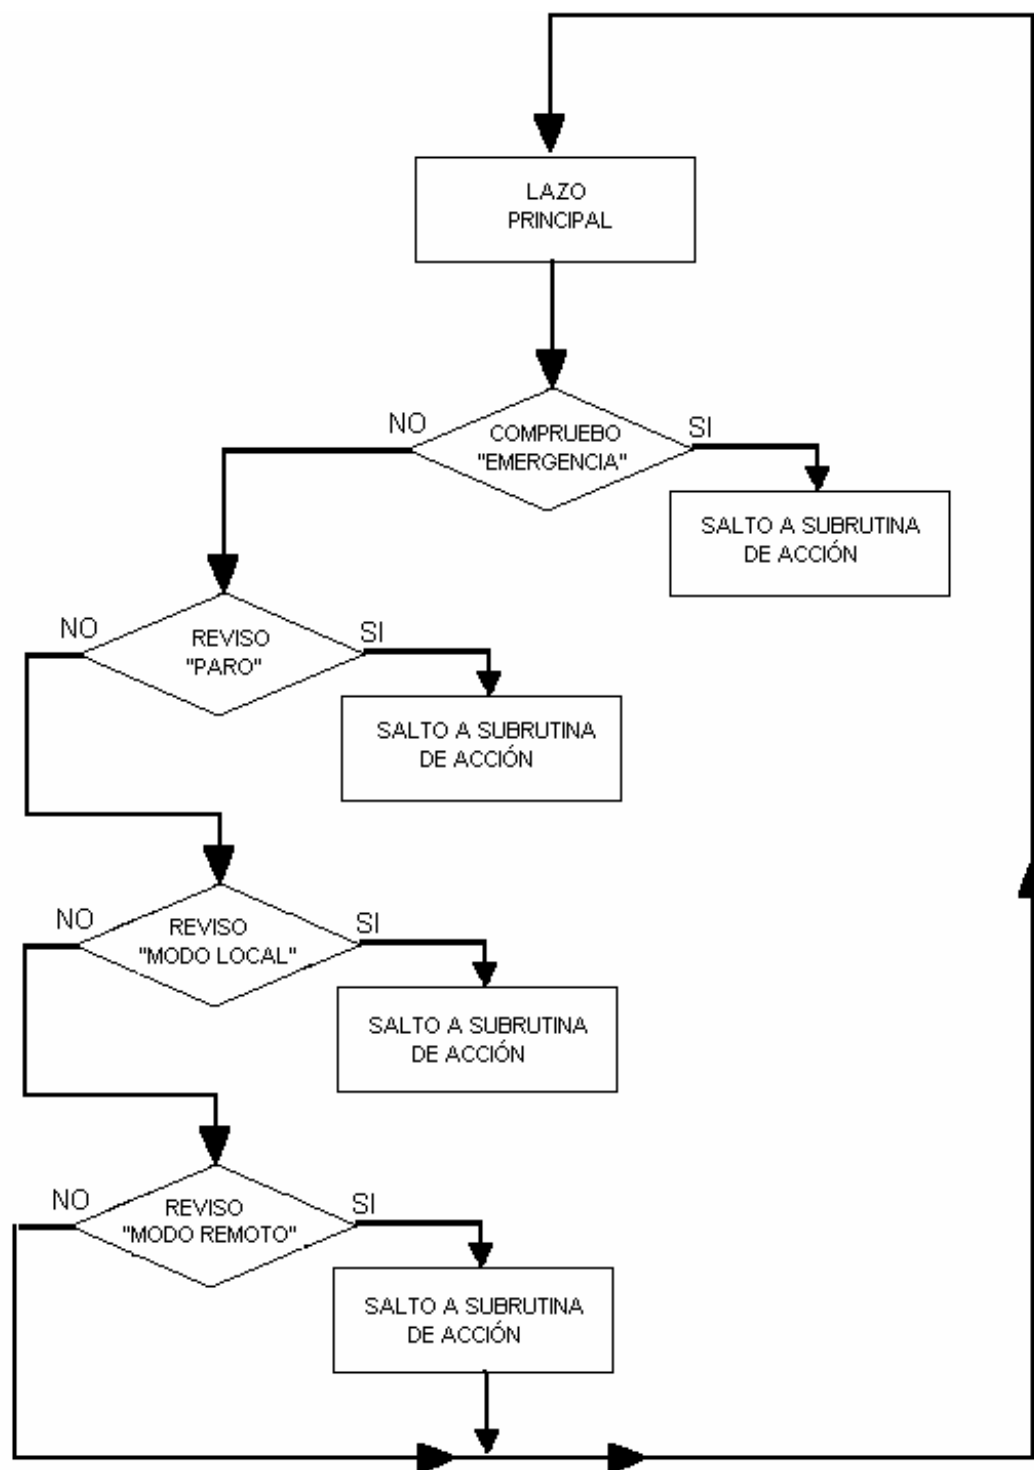 LAZO
PRINCIPAL
NO
COMPRUEBO
"EMERGENCIA"
SI
SALTO A SUBRUTINA
DE ACCIÓN
NO
REVISO
"PARO"
SI
SALTO A SUBRUTINA
DE ACCIÓN
NO
REVISO
"MODO LOCAL"
SI
SALTO A SUBRUTINA
DE ACCIÓN
NO
REVISO
"MODO REMOTO"
SI
SALTO A SUBRUTINA
DE ACCIÓN